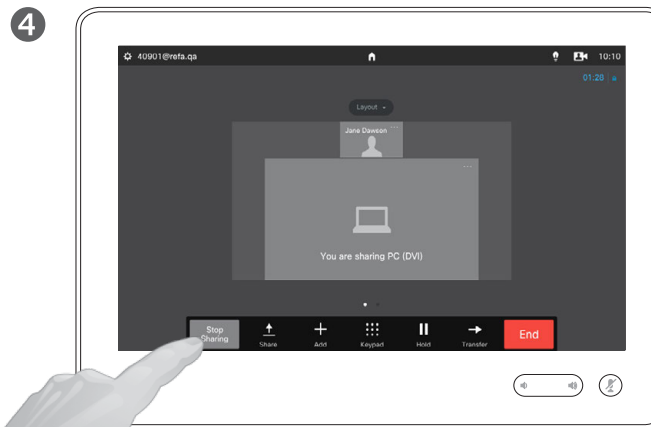 4
40901@refa.qa
10:10
01:28
Layout
Jane Dawson
You are sharing PC (DVI)
Stop
Sharing
Share
Add
Keypad
Hold
Transfer
End